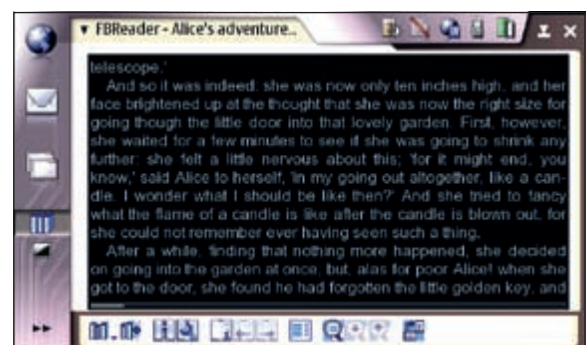 FBReader - Alice's adventure...
telescope.'
And so it was indeed: she was now only ten inches high, and her
face brightened up at the thought that she was now the right size for
going though the little door into that lovely garden. First, however,
she waited for a few minutes to see if she was going to shrink any
further: she felt a little nervous about this; 'for it might end, you
know,' said Alice to herself, 'in my going out altogether, like a can-
dle. I wonder what I should be like then?' And she tried to fancy
what the flame of a candle is like after the candle is blown out, for
she could not remember ever having seen such a thing.
After a while, finding that nothing more happened, she decided
on going into the garden at once; but, alas for poor Alice! when she
got to the door, she found he had forgotten the little golden key, and